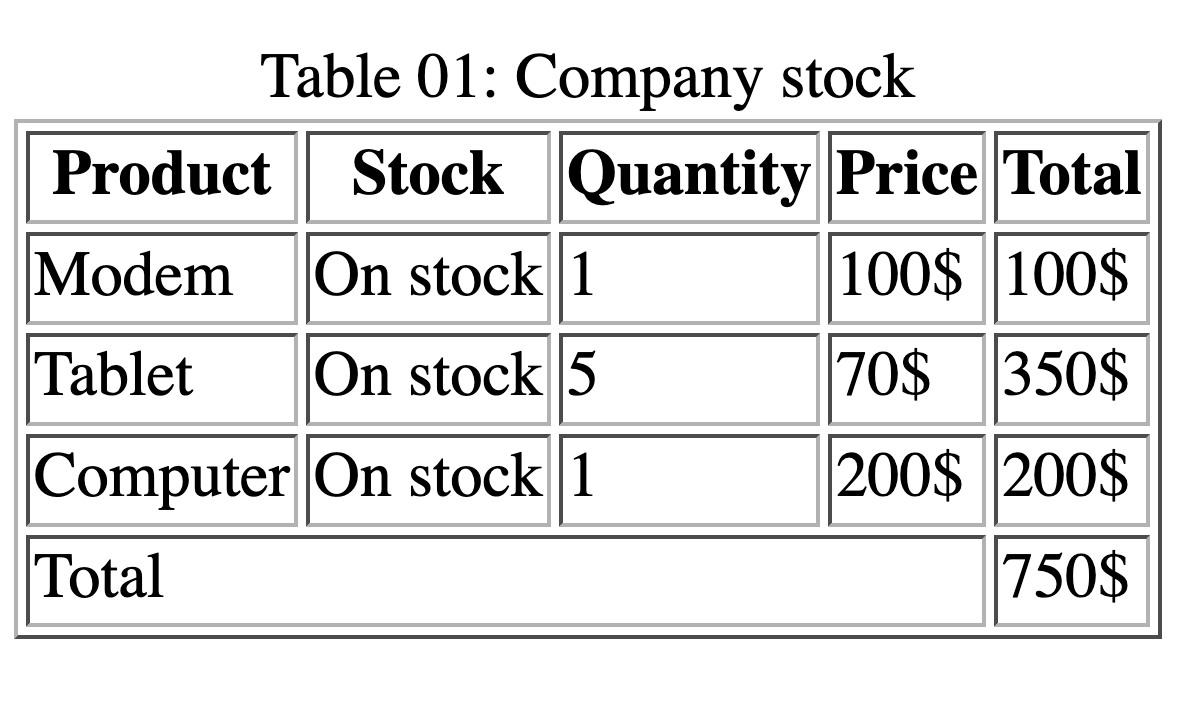 Table 01: Company stock
Product Stock Quantity Price Total
Modem On stock 1 100$ 100$
Tablet On stock 5 70$ 350$
Computer On stock 1 200$ 200$
Total 750$